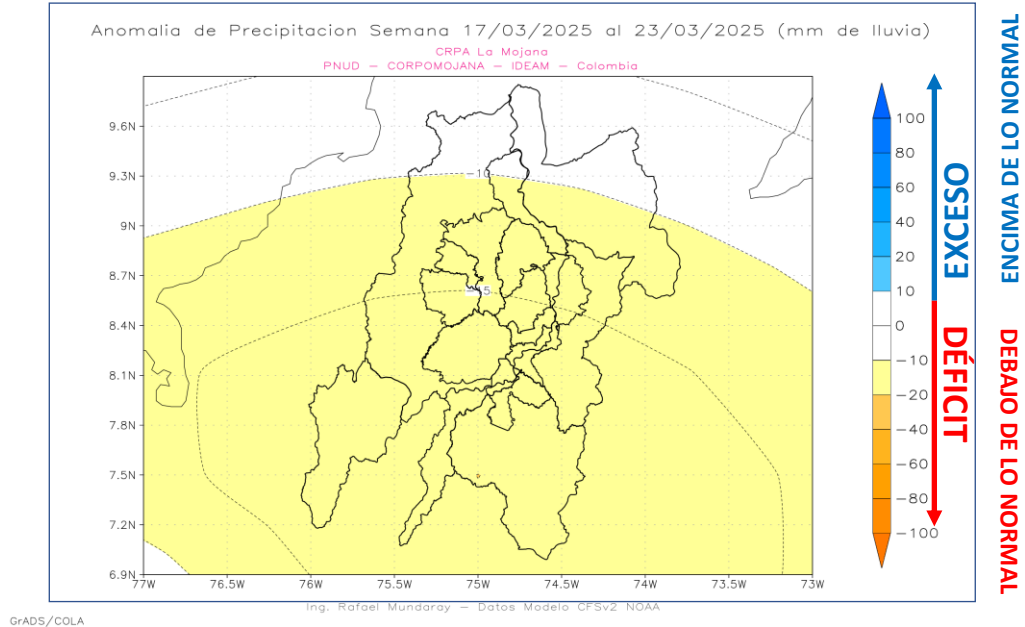 Anomalia de Precipitacion Semana 17/03/2025 al 23/03/2025 (mm de lluvia)
CRPA La Mojana
PNUD – CORPOMOJANA – IDEAM – Colombia
9.6N
9.3N
9N
8.7N
8.4N
8.1N
7.8N
7.5N
7.2N
6.9N
77W
76.5W
76W
75.5W
75W
74.5W
74W
73.5W
73W
−10
−15
100
80
60
40
20
10
0
−10
−20
−40
−60
−80
−100
EXCESO
DÉFICIT
ENCIMA DE LO NORMAL
DEBAJO DE LO NORMAL
Ing. Rafael Mundaray – Datos Modelo CFSv2 NOAA
GrADS/COLA